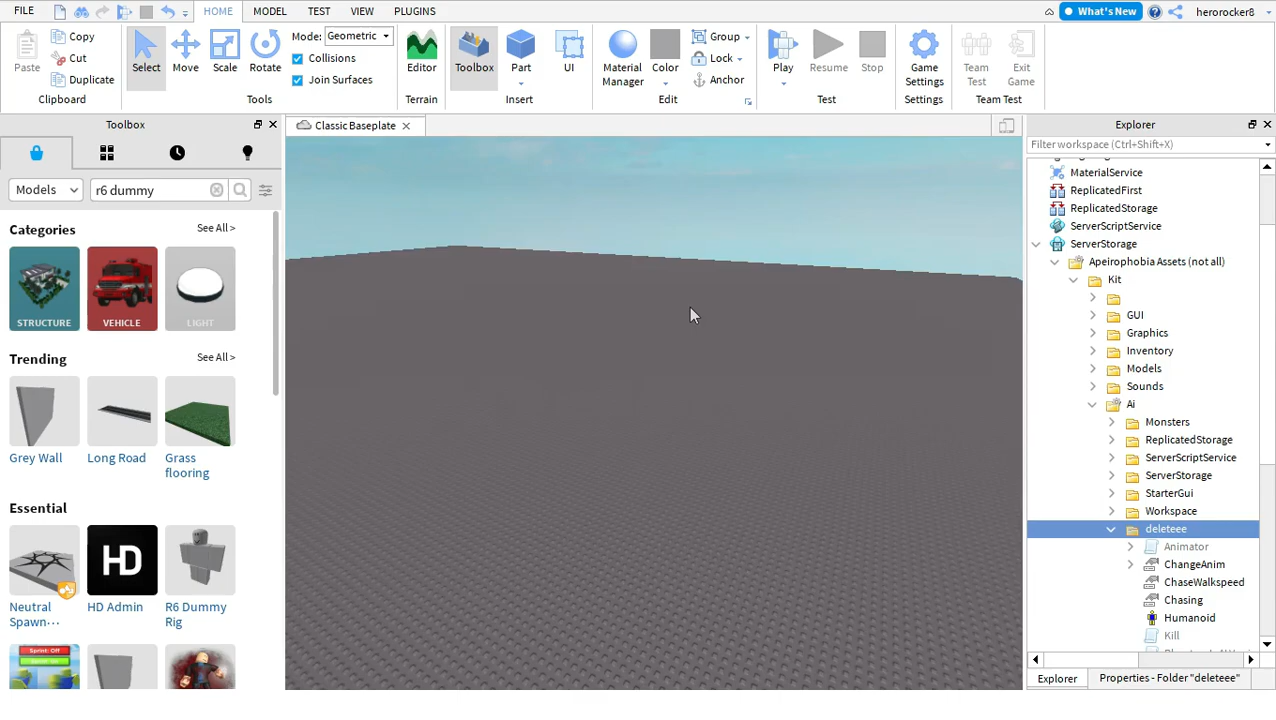 FILE
HOME
MODEL
TEST
VIEW
PLUGINS
What's New
herorocker8
Paste
Copy
Cut
Duplicate
Clipboard
Select
Move
Scale
Rotate
Mode: Geometric
Collisions
Join Surfaces
Tools
Editor
Terrain
Toolbox
Part
UI
Insert
Material Manager
Color
Group
Lock
Anchor
Edit
Play
Resume
Stop
Test
Game Settings
Settings
Team Test
Exit Game
Team Test
Toolbox
Models
r6 dummy
Categories
See All >
STRUCTURE
VEHICLE
LIGHT
Trending
See All >
Grey Wall
Long Road
Grass flooring
Essential
HD
Neutral Spawn...
HD Admin
R6 Dummy Rig
Sprint: Off
Classic Baseplate
Explorer
Filter workspace (Ctrl+Shift+X)
MaterialService
ReplicatedFirst
ReplicatedStorage
ServerScriptService
ServerStorage
Apeirophobia Assets (not all)
Kit
GUI
Graphics
Inventory
Models
Sounds
Ai
Monsters
ReplicatedStorage
ServerScriptService
ServerStorage
StarterGui
Workspace
deleteee
Animator
ChangeAnim
ChaseWalkspeed
Chasing
Humanoid
Kill
Explorer
Properties - Folder "deleteee"